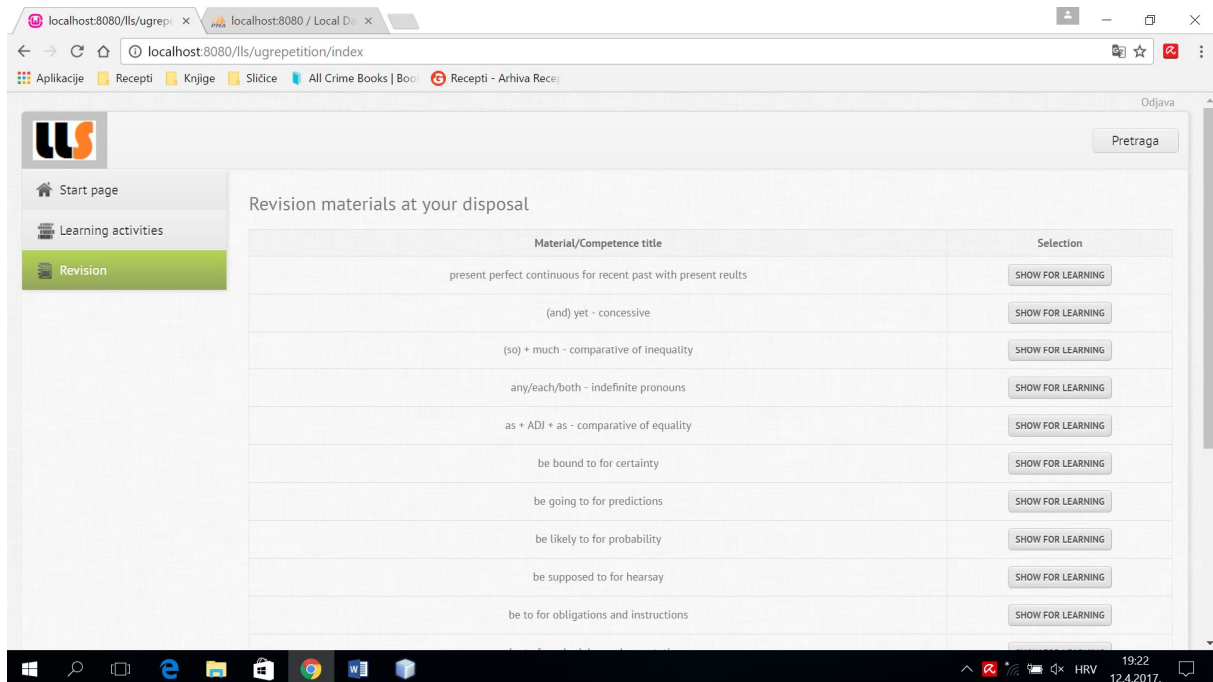 localhost:8080/lls/ugrep
localhost:8080 / Local Da
localhost:8080/lls/ugrepetition/index
Aplikacije Recepti Knjige Sličice All Crime Books | Boo Recepti - Arhiva Rece
Odjava
LLS
Pretraga
Start page
Learning activities
Revision
Revision materials at your disposal
Material/Competence title Selection
present perfect continuous for recent past with present reults SHOW FOR LEARNING
(and) yet - concessive SHOW FOR LEARNING
(so) + much - comparative of inequality SHOW FOR LEARNING
any/each/both - indefinite pronouns SHOW FOR LEARNING
as + ADJ + as - comparative of equality SHOW FOR LEARNING
be bound to for certainty SHOW FOR LEARNING
be going to for predictions SHOW FOR LEARNING
be likely to for probability SHOW FOR LEARNING
be supposed to for hearsay SHOW FOR LEARNING
be to for obligations and instructions SHOW FOR LEARNING
HRV
19:22
12.4.2017.